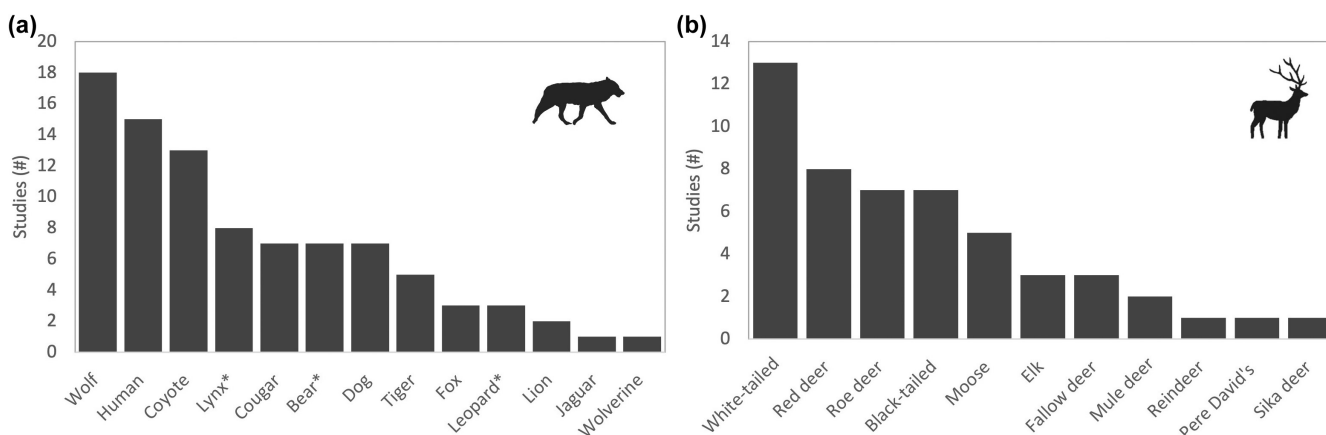 (a)
20
18
16
14
12
10
8
6
4
2
0
Studies (#)
Wolf
Human
Coyote
Lynx*
Cougar
Bear*
Dog
Tiger
Fox
Leopard*
Lion
Jaguar
Wolverine
(b)
14
12
10
8
6
4
2
0
Studies (#)
White-tailed
Red deer
Roe deer
Black-tailed
Moose
Elk
Fallow deer
Mule deer
Reindeer
Pere David's
Sika deer